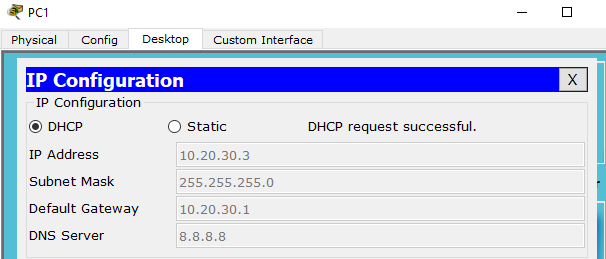 PC1
Physical Config Desktop Custom Interface
IP Configuration X
IP Configuration
DHCP Static DHCP request successful.
IP Address 10.20.30.3
Subnet Mask 255.255.255.0
Default Gateway 10.20.30.1
DNS Server 8.8.8.8